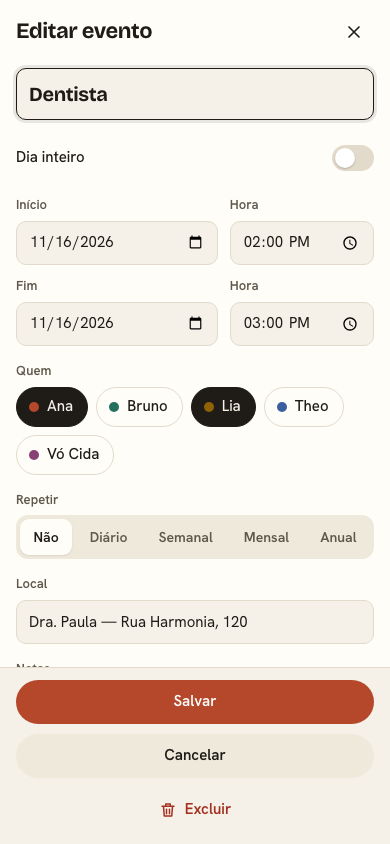 Editar evento
Dentista
Dia inteiro
Início Hora
11/16/2026 02:00 PM
Fim Hora
11/16/2026 03:00 PM
Quem
Ana Bruno Lia Theo
Vó Cida
Repetir
Não Diário Semanal Mensal Anual
Local
Dra. Paula — Rua Harmonia, 120
Salvar
Cancelar
Excluir